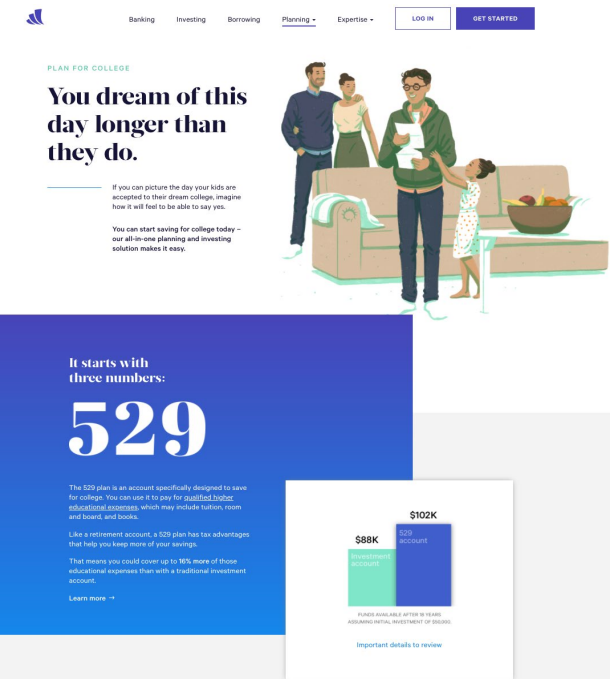 Banking Investing Borrowing Planning Expertise LOG IN GET STARTED
PLAN FOR COLLEGE
You dream of this
day longer than
they do.
If you can picture the day your kids are
accepted to their dream college, imagine
how it will feel to be able to say yes.
You can start saving for college today –
our all-in-one planning and investing
solution makes it easy.
It starts with
three numbers:
529
The 529 plan is an account specifically designed to save
for college. You can use it to pay for qualified higher
educational expenses, which may include tuition, room
and board, and books.
Like a retirement account, a 529 plan has tax advantages
that help you keep more of your savings.
That means you could cover up to 16% more of those
educational expenses than with a traditional investment
account.
Learn more →
$102K
529
account
$88K
Investment
account
FUNDS AVAILABLE AFTER 18 YEARS
ASSUMING INITIAL INVESTMENT OF
Important details to review